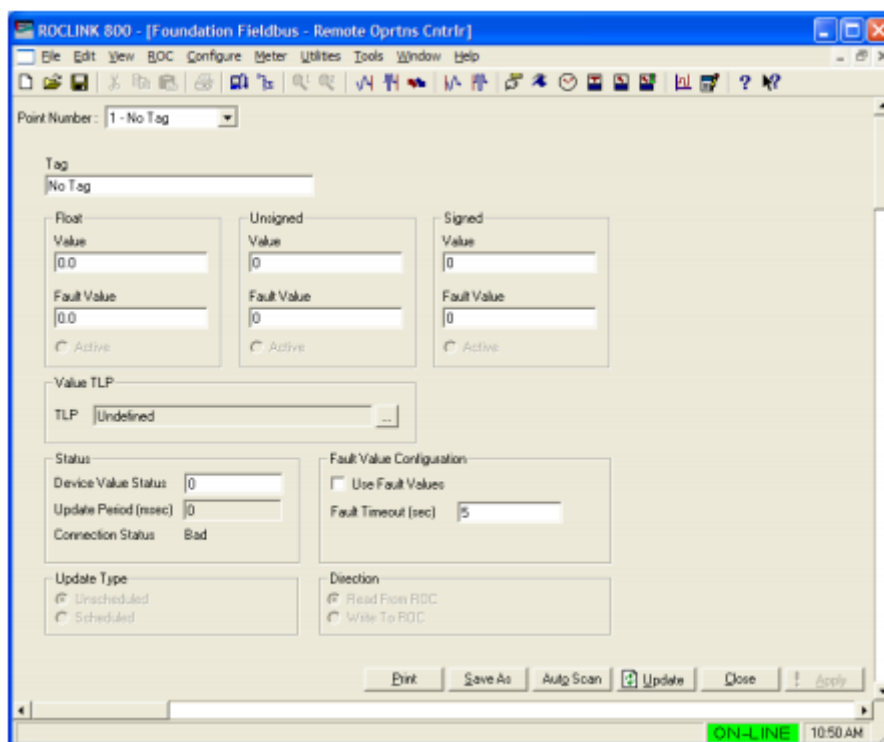 ROCLINK 800 - [Foundation Fieldbus - Remote Oprtns Cntrlr]
File Edit View ROC Configure Meter Utilities Tools Window Help
Point Number : 1 - No Tag
Tag
No Tag
Float Unsigned Signed
Value Value Value
0.0 0 0
Fault Value Fault Value Fault Value
0.0 0 0
Active Active Active
Value TLP
TLP Undefined ...
Status Fault Value Configuration
Device Value Status 0 Use Fault Values
Update Period (msec) 0 Fault Timeout (sec) 5
Connection Status Bad
Update Type Direction
Unscheduled Read From ROC
Scheduled Write To ROC
Print Save As Auto Scan Update Close ! Apply
ON-LINE 10:50 AM